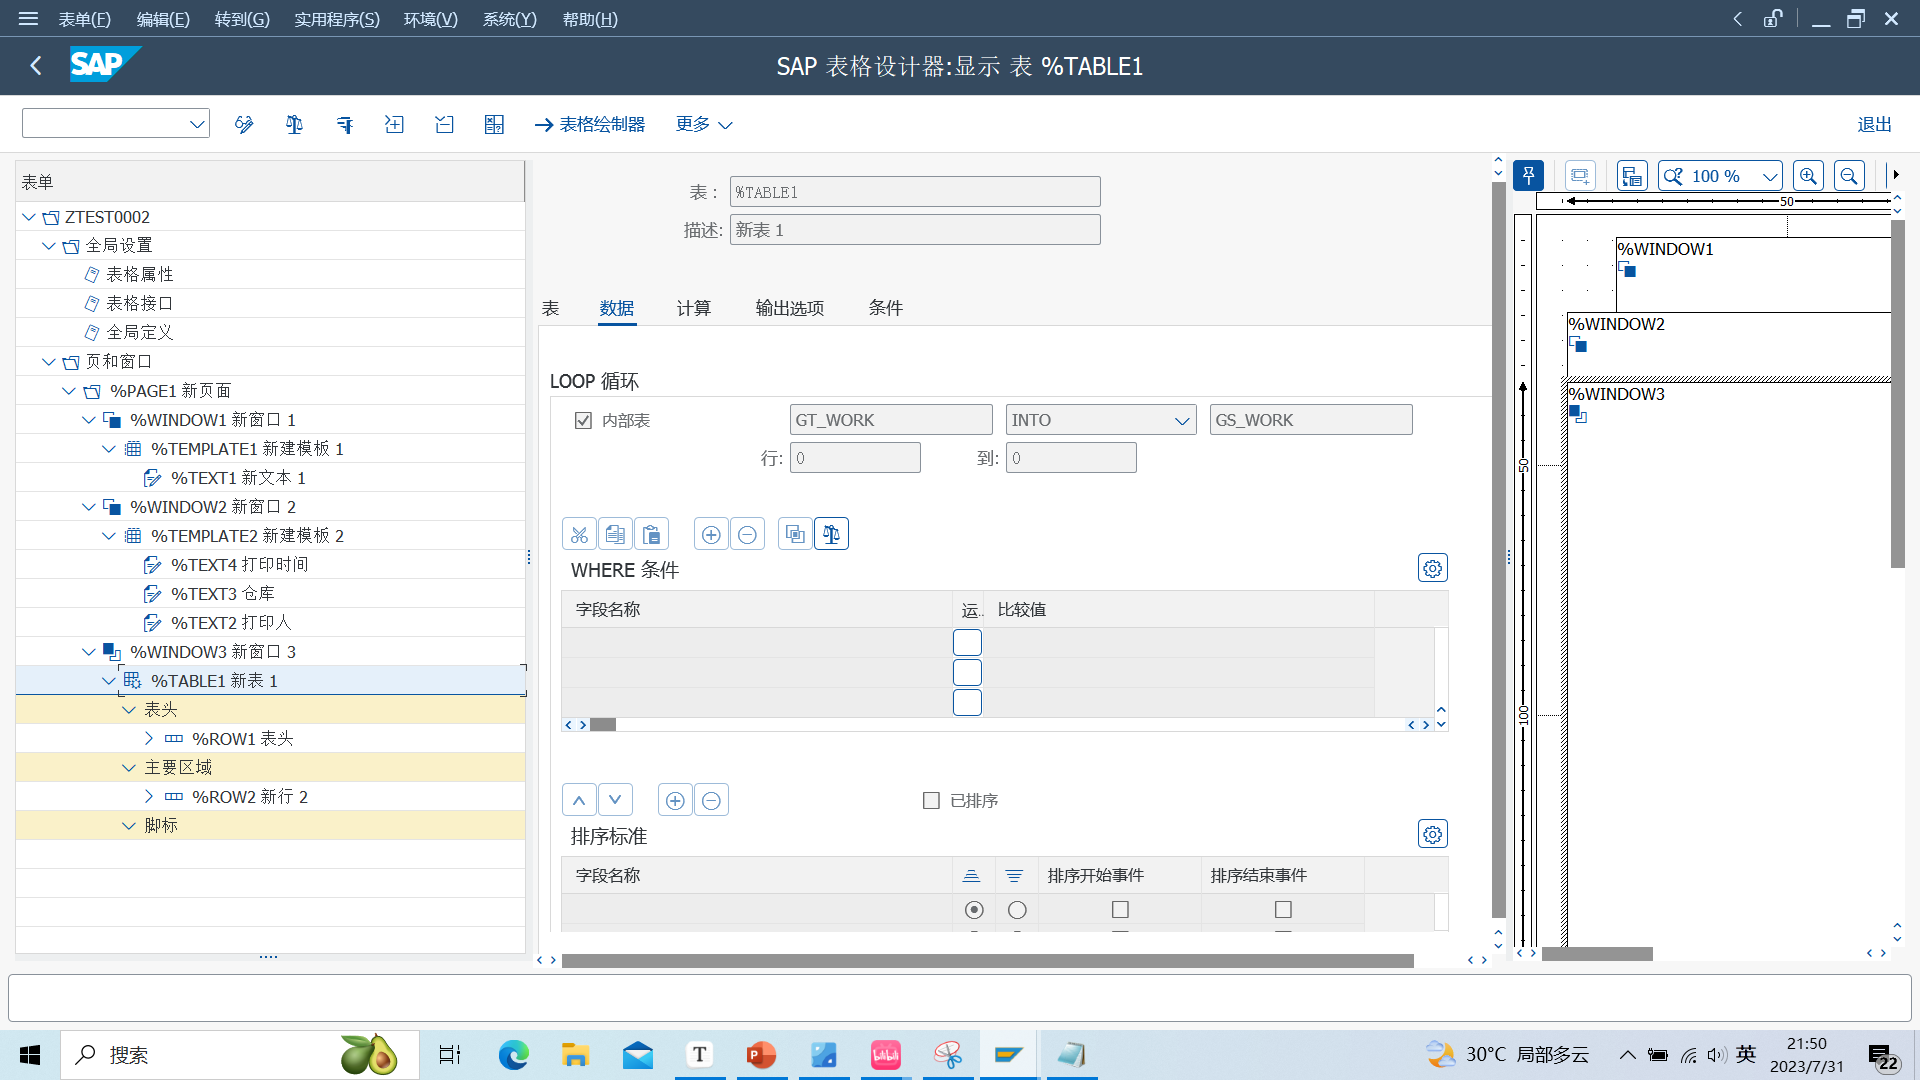 表单(F) 编辑(E) 转到(G) 实用程序(S) 环境(V) 系统(Y) 帮助(H)
SAP
SAP 表格设计器:显示 表 %TABLE1
表格绘制器 更多 退出
表单
ZTEST0002
全局设置
表格属性
表格接口
全局定义
页和窗口
%PAGE1 新页面
%WINDOW1 新窗口 1
%TEMPLATE1 新建模板 1
%TEXT1 新文本 1
%WINDOW2 新窗口 2
%TEMPLATE2 新建模板 2
%TEXT4 打印时间
%TEXT3 仓库
%TEXT2 打印人
%WINDOW3 新窗口 3
%TABLE1 新表 1
表头
%ROW1 表头
主要区域
%ROW2 新行 2
脚标
表: %TABLE1
描述: 新表 1
表 数据 计算 输出选项 条件
LOOP 循环
内部表 GT_WORK INTO GS_WORK
行: 0 到: 0
WHERE 条件
字段名称 运.. 比较值
已排序
排序标准
字段名称 排序开始事件 排序结束事件
100 %
50
%WINDOW1
%WINDOW2
%WINDOW3
50
100
搜索
T
P
bilibili
30°C 局部多云
英
21:50
2023/7/31
22